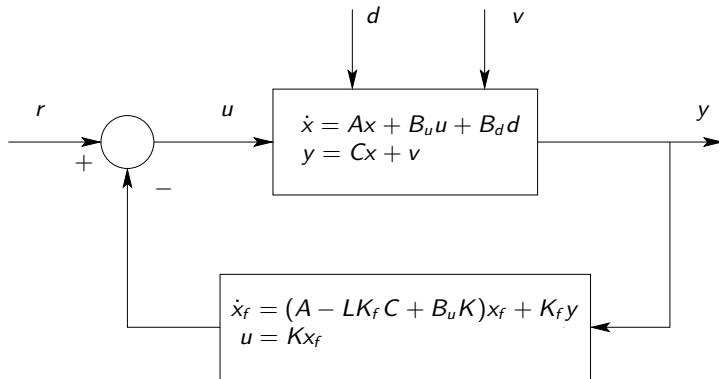 d v
r u y
ẋ = Ax + B_u u + B_d d
y = Cx + v
+
−
ẋ_f = (A − LK_f C + B_u K)x_f + K_f y
u = Kx_f